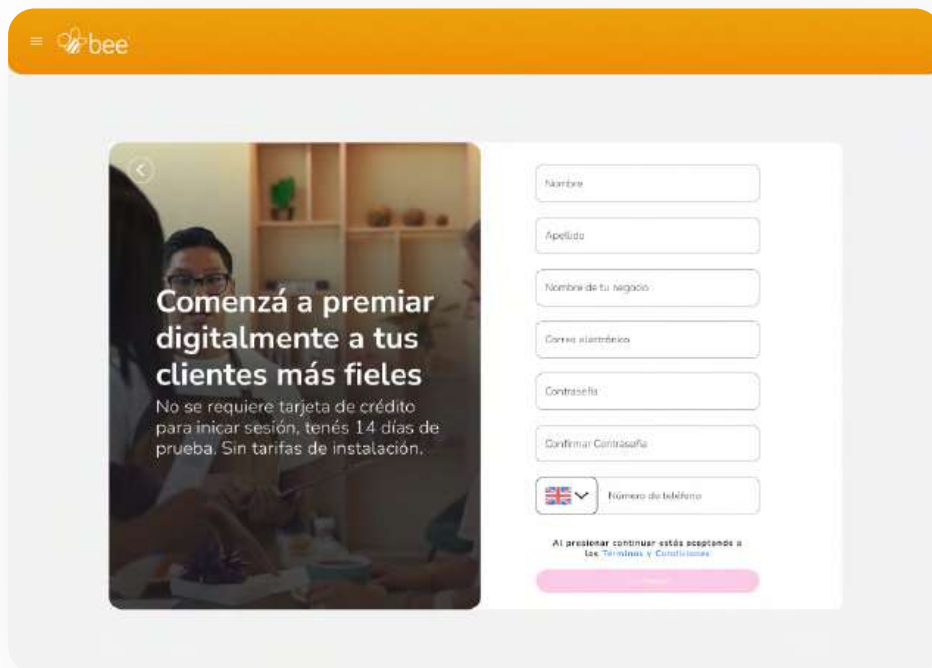 bee
Comenzá a premiar
digitalmente a tus
clientes más fieles
No se requiere tarjeta de crédito
para inicar sesión, tenés 14 días de
prueba. Sin tarifas de instalación.
Nombre
Apellido
Nombre de tu negocio
Correo electrónico
Contraseña
Confirmar Contraseña
Número de teléfono
Al presionar continuar estás aceptando a
los Términos y Condiciones